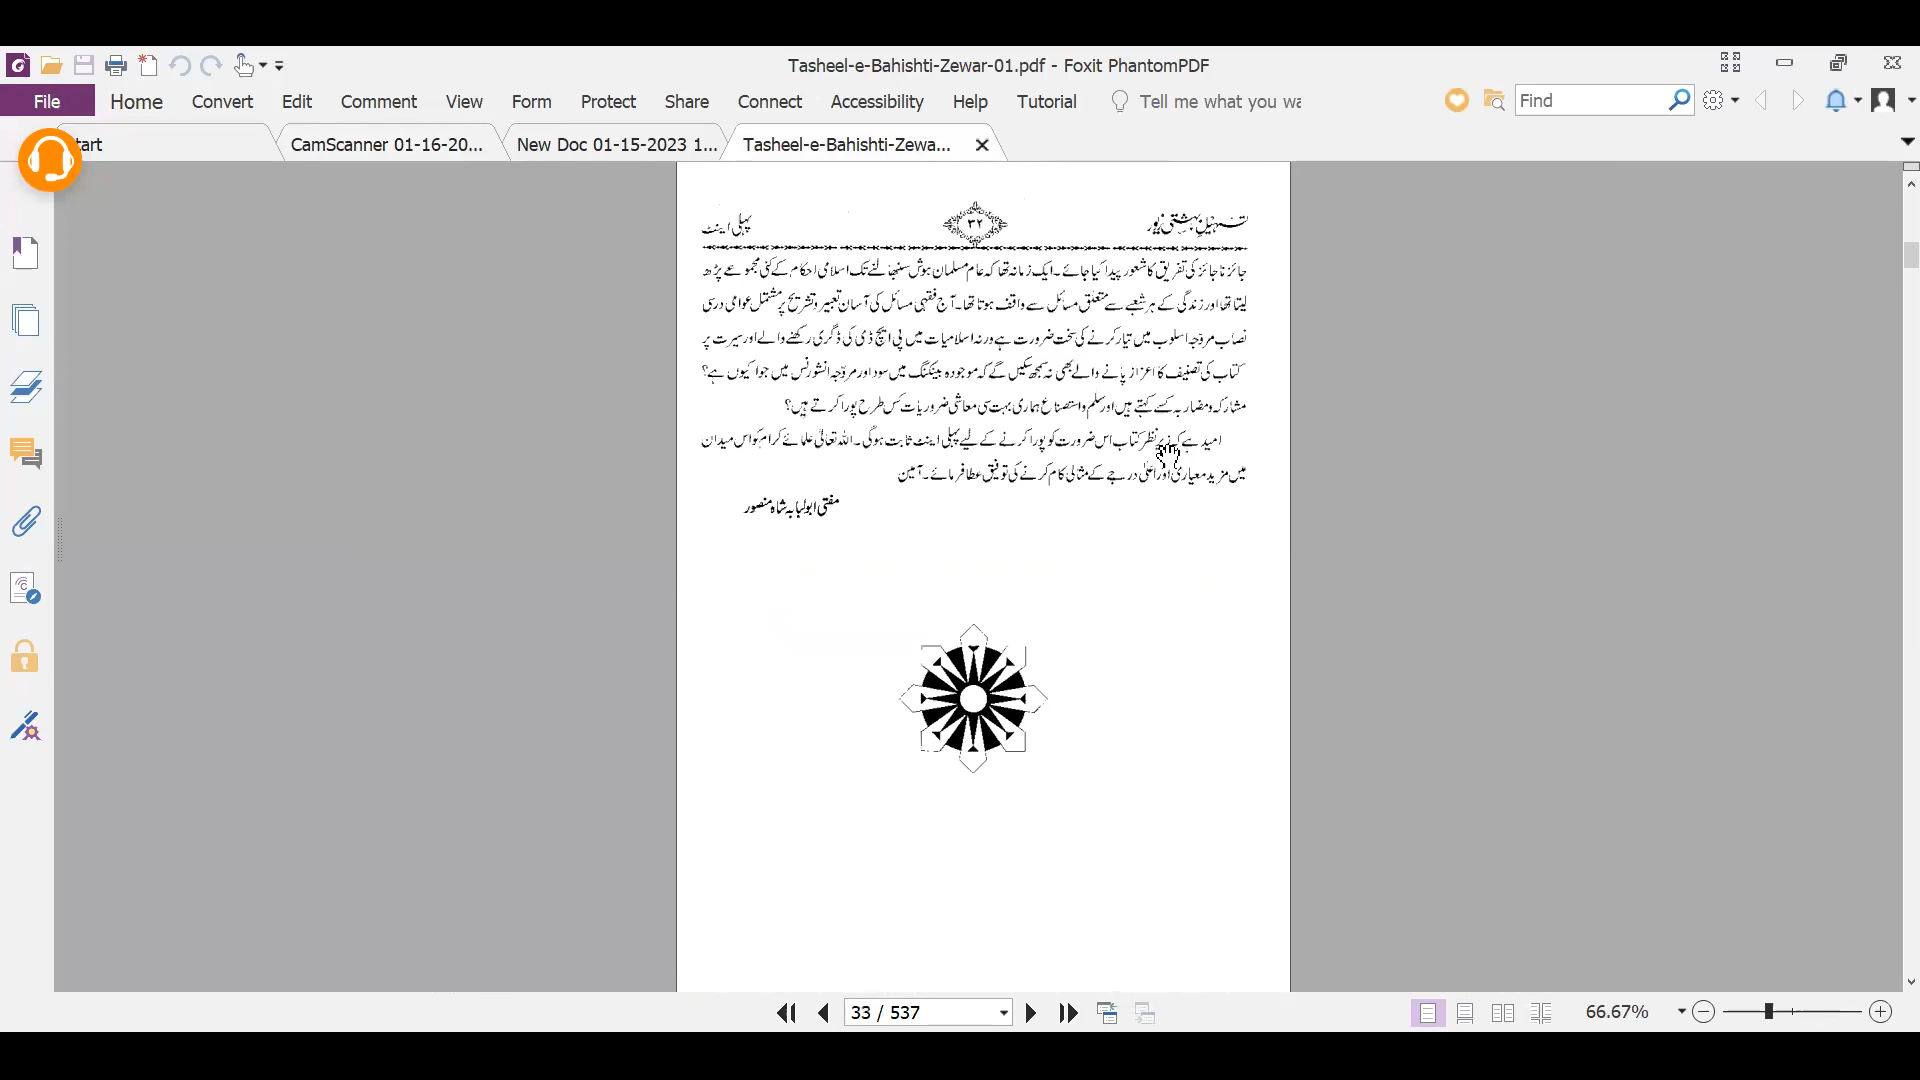 Tasheel-e-Bahishti-Zewar-01.pdf - Foxit PhantomPDF
File Home Convert Edit Comment View Form Protect Share Connect Accessibility Help Tutorial Tell me what you wa Find
tart CamScanner 01-16-20... New Doc 01-15-2023 1... Tasheel-e-Bahishti-Zewa...
تسہیلِ بہشتی زیور ۳۲ پہلی اینٹ
جائز ناجائز کی تفریق کا شعور پیدا کیا جائے۔ ایک زمانہ تھا کہ عام مسلمان ہوش سنبھالنے تک اسلامی احکام کے کئی مجموعے پڑھ
لیتا تھا اور زندگی کے ہر شعبے سے متعلق مسائل سے واقف ہوتا تھا۔ آج فقہی مسائل کی آسان تعبیر و تشریح پر مشتمل عوامی درسی
نصاب مروّجہ اسلوب میں تیار کرنے کی سخت ضرورت ہے ورنہ اسلامیات میں پی ایچ ڈی کی ڈگری رکھنے والے اور سیرت پر
کتاب کی تصنیف کا اعزاز پانے والے بھی نہ سمجھ سکیں گے کہ موجودہ بینکنگ میں سود اور مروّجہ انشورنس میں جوا کیوں ہے؟
مشارکہ و مضاربہ کسے کہتے ہیں اور سلم و استصناع ہماری بہت سی معاشی ضروریات کس طرح پورا کرتے ہیں؟
امید ہے کہ زیرِ نظر کتاب اس ضرورت کو پورا کرنے کے لیے پہلی اینٹ ثابت ہوگی۔ اللہ تعالیٰ علمائے کرام کو اس میدان
میں مزید معیاری اور اعلیٰ درجے کے مثالی کام کرنے کی توفیق عطا فرمائے۔ آمین
مفتی ابولبابہ شاہ منصور
33 / 537 66.67%